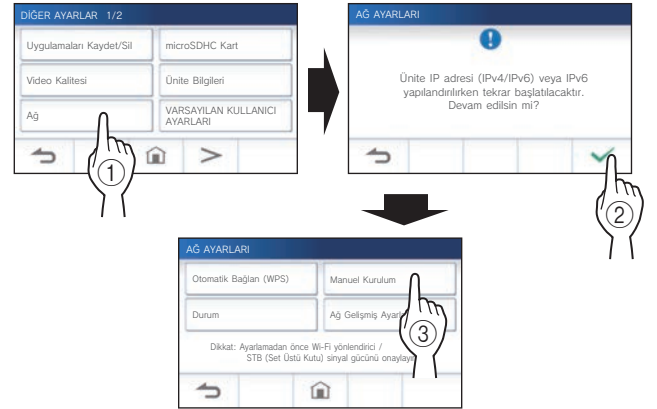 DİĞER AYARLAR 1/2
Uygulamaları Kaydet/Sil
microSDHC Kart
Video Kalitesi
Ünite Bilgileri
Ağ
VARSAYILAN KULLANICI
AYARLARI
1
AĞ AYARLARI
Ünite IP adresi (IPv4/IPv6) veya IPv6
yapılandırılırken tekrar başlatılacaktır.
Devam edilsin mi?
2
AĞ AYARLARI
Otomatik Bağlan (WPS)
Manuel Kurulum
Durum
Ağ Gelişmiş Ayarl
3
Dikkat: Ayarlamadan önce Wi-Fi yönlendirici /
STB (Set Üstü Kutu) sinyal gücünü onaylayı